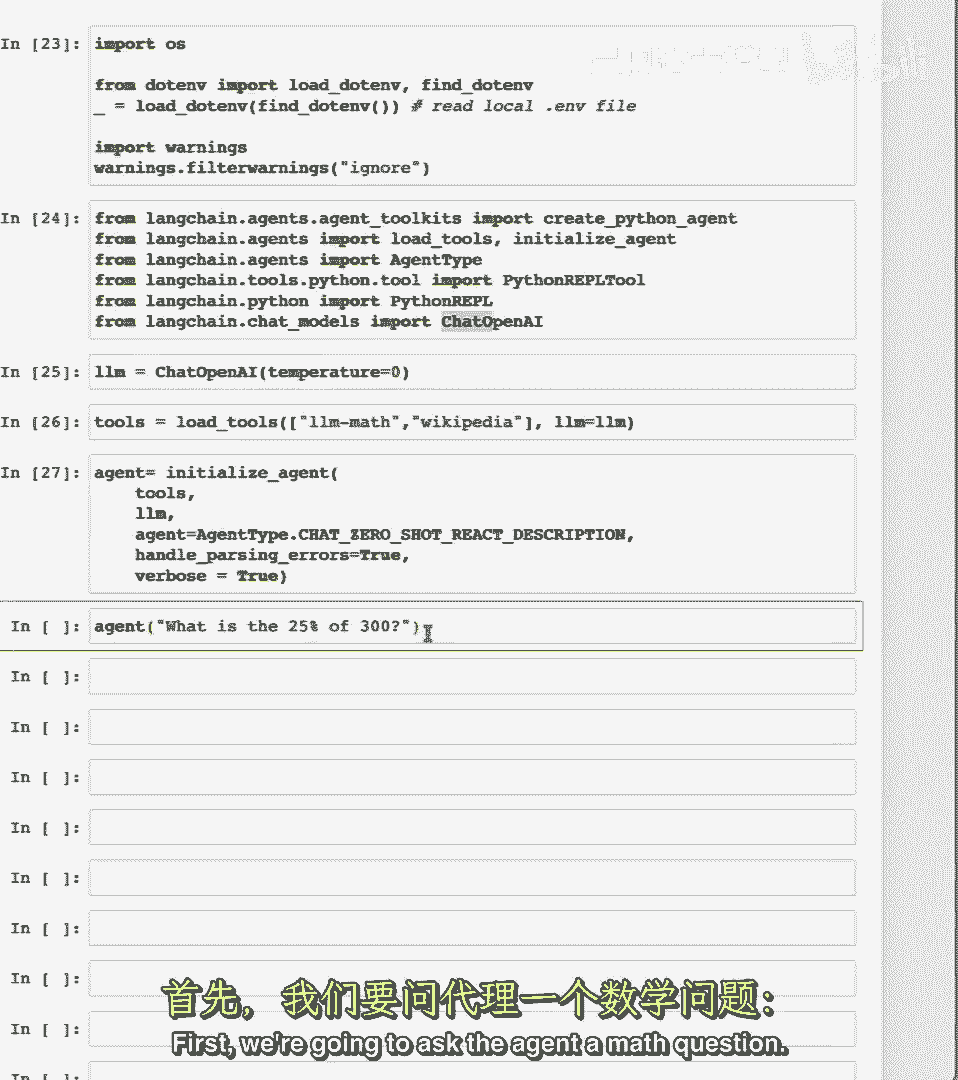 In [23]: import os
from dotenv import load_dotenv, find_dotenv
_ = load_dotenv(find_dotenv()) # read local .env file
import warnings
warnings.filterwarnings("ignore")
In [24]: from langchain.agents.agent_toolkits import create_python_agent
from langchain.agents import load_tools, initialize_agent
from langchain.agents import AgentType
from langchain.tools.python.tool import PythonREPLTool
from langchain.python import PythonREPL
from langchain.chat_models import ChatOpenAI
In [25]: llm = ChatOpenAI(temperature=0)
In [26]: tools = load_tools(["llm-math","wikipedia"], llm=llm)
In [27]: agent= initialize_agent(
tools,
llm,
agent=AgentType.CHAT_ZERO_SHOT_REACT_DESCRIPTION,
handle_parsing_errors=True,
verbose = True)
In [ ]: agent("What is the 25% of 300?")
In [ ]:
In [ ]:
In [ ]:
In [ ]:
In [ ]:
In [ ]:
In [ ]:
首先，我们要问代理一个数学问题：
In [ ]:
First, we're going to ask the agent a math question.
In [ ]: